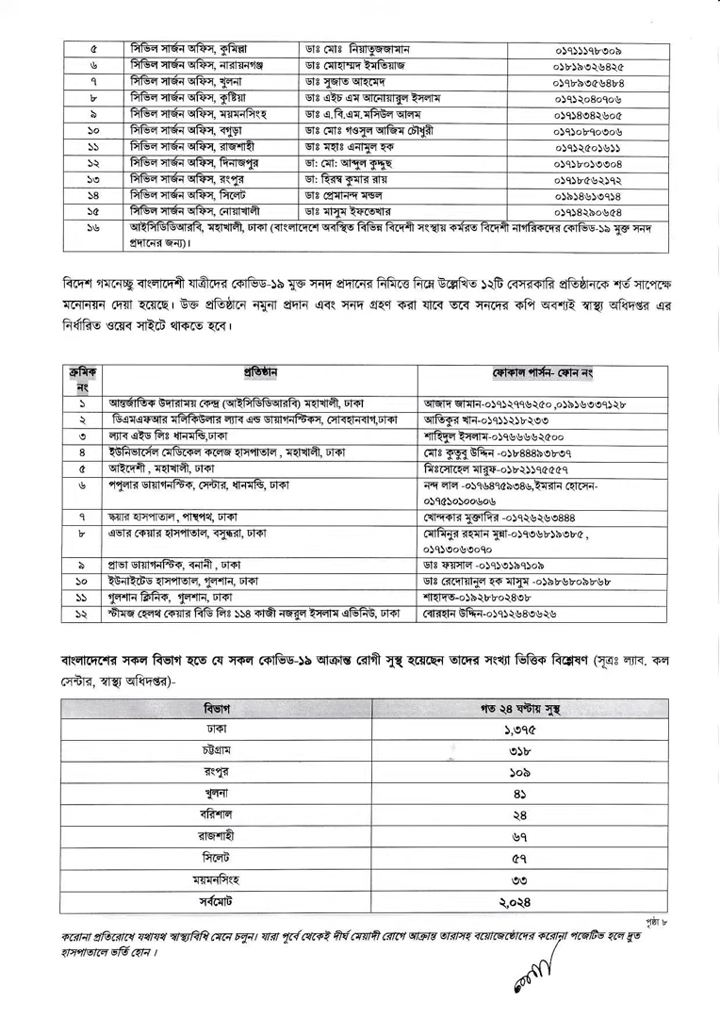 ৫ সিভিল সার্জন অফিস, কুমিল্লা ডাঃ মোঃ নিয়াতুজজামান ০১৭১১১৭৮৩০৯
৬ সিভিল সার্জন অফিস, নারায়নগঞ্জ ডাঃ মোহাম্মদ ইমতিয়াজ ০১৮১৯৩২৬৪২৫
৭ সিভিল সার্জন অফিস, খুলনা ডাঃ সুজাত আহমেদ ০১৭৮৯৩৫৬৪৮৪
৮ সিভিল সার্জন অফিস, কুষ্টিয়া ডাঃ এইচ এম আনোয়ারুল ইসলাম ০১৭১২০৪০৭০৬
৯ সিভিল সার্জন অফিস, ময়মনসিংহ ডাঃ এ.বি.এম.মসিউল আলম ০১৭১৪৩৪২৬০৫
১০ সিভিল সার্জন অফিস, বগুড়া ডাঃ মোঃ গওসুল আজিম চৌধুরী ০১৭১০৮৭০৩০৬
১১ সিভিল সার্জন অফিস, রাজশাহী ডাঃ মহাঃ এনামুল হক ০১৭১২৫০১৬১১
১২ সিভিল সার্জন অফিস, দিনাজপুর ডা: মো: আব্দুল কুদ্দুছ ০১৭১৮০১৩৩০৪
১৩ সিভিল সার্জন অফিস, রংপুর ডা: হিরম্ব কুমার রায় ০১৭১৮৫৬২১৭২
১৪ সিভিল সার্জন অফিস, সিলেট ডাঃ প্রেমানন্দ মন্ডল ০১৯১৪৬১৩৭১৪
১৫ সিভিল সার্জন অফিস, নোয়াখালী ডাঃ মাসুম ইফতেখার ০১৭১৪২৯০৬৫৪
১৬ আইসিডিডিআরবি, মহাখালী, ঢাকা (বাংলাদেশে অবস্থিত বিভিন্ন বিদেশী সংস্থায় কর্মরত বিদেশী নাগরিকদের কোভিড-১৯ মুক্ত সনদ
প্রদানের জন্য)।
বিদেশ গমনেচ্ছু বাংলাদেশী যাত্রীদের কোভিড-১৯ মুক্ত সনদ প্রদানের নিমিত্তে নিম্নে উল্লেখিত ১২টি বেসরকারি প্রতিষ্ঠানকে শর্ত সাপেক্ষে
মনোনয়ন দেয়া হয়েছে। উক্ত প্রতিষ্ঠানে নমুনা প্রদান এবং সনদ গ্রহণ করা যাবে তবে সনদের কপি অবশ্যই স্বাস্থ্য অধিদপ্তর এর
নির্ধারিত ওয়েব সাইটে থাকতে হবে।
ক্রমিক প্রতিষ্ঠান ফোকাল পার্সন- ফোন নং
নং
১ আন্তর্জাতিক উদারাময় কেন্দ্র (আইসিডিডিআরবি) মহাখালী, ঢাকা আজাদ জামান-০১৭১২৭৭৬২৫০ ,০১৯১৬৩৩৭১২৮
২ ডিএমএফআর মলিকিউলার ল্যাব এন্ড ডায়াগনস্টিকস, সোবহানবাগ,ঢাকা আতিকুর খান-০১৭১১২১৮২৩৩
৩ ল্যাব এইড লিঃ ধানমন্ডি,ঢাকা শাহিদুল ইসলাম-০১৭৬৬৬৬২৫০০
৪ ইউনিভার্সেল মেডিকেল কলেজ হাসপাতাল , মহাখালী, ঢাকা মোঃ কুতুবু উদ্দিন -০১৮৪৪৪৯৩৮৩৭
৫ আইদেশী , মহাখালী, ঢাকা মিঃসোহেল মারুফ-০১৮২১১৭৫৫৫৭
৬ পপুলার ডায়াগনস্টিক, সেন্টার, ধানমন্ডি, ঢাকা নন্দ লাল -০১৭৬৪৭৫৯৩৪৬,ইমরান হোসেন-
০১৭৫১০১০০৬০৬
৭ স্কয়ার হাসপাতাল , পান্থপথ, ঢাকা খোন্দকার মুক্তাদির -০১৭২৬২৬৩৪৪৪
৮ এভার কেয়ার হাসপাতাল, বসুন্ধরা, ঢাকা মোমিনুর রহমান মুন্না-০১৭৩৬৮১৯৩৮৫ ,
০১৭১৩০৬৩০৭০
৯ প্রাভা ডায়াগনস্টিক, বনানী , ঢাকা ডাঃ ফয়সাল -০১৭১৩১৯৭১০৯
১০ ইউনাইটেড হাসপাতাল, গুলশান, ঢাকা ডাঃ রেদোয়ানুল হক মাসুম -০১৯৮৬৮০৯৮৬৮
১১ গুলশান ক্লিনিক, গুলশান, ঢাকা শাহাদত-০১৯২৮৮০২৪৩৮
১২ স্টীমজ হেলথ কেয়ার বিডি লিঃ ১১৪ কাজী নজরুল ইসলাম এভিনিউ, ঢাকা বোরহান উদ্দিন-০১৭১২৬৪৩৬২৬
বাংলাদেশের সকল বিভাগ হতে যে সকল কোভিড-১৯ আক্রান্ত রোগী সুস্থ হয়েছেন তাদের সংখ্যা ভিত্তিক বিশ্লেষণ (সূত্রঃ ল্যাব. কল
সেন্টার, স্বাস্থ্য অধিদপ্তর)-
বিভাগ গত ২৪ ঘন্টায় সুস্থ
ঢাকা ১,৩৭৫
চট্টগ্রাম ৩১৮
রংপুর ১০৯
খুলনা ৪১
বরিশাল ২৪
রাজশাহী ৬৭
সিলেট ৫৭
ময়মনসিংহ ৩৩
সর্বমোট ২,০২৪
পৃষ্ঠা ৮
করোনা প্রতিরোধে যথাযথ স্বাস্থ্যবিধি মেনে চলুন। যারা পূর্বে থেকেই দীর্ঘ মেয়াদী রোগে আক্রান্ত তারাসহ বয়োজেষ্ঠোদের করোনা পজেটিভ হলে দ্রুত
হাসপাতালে ভর্তি হোন ।